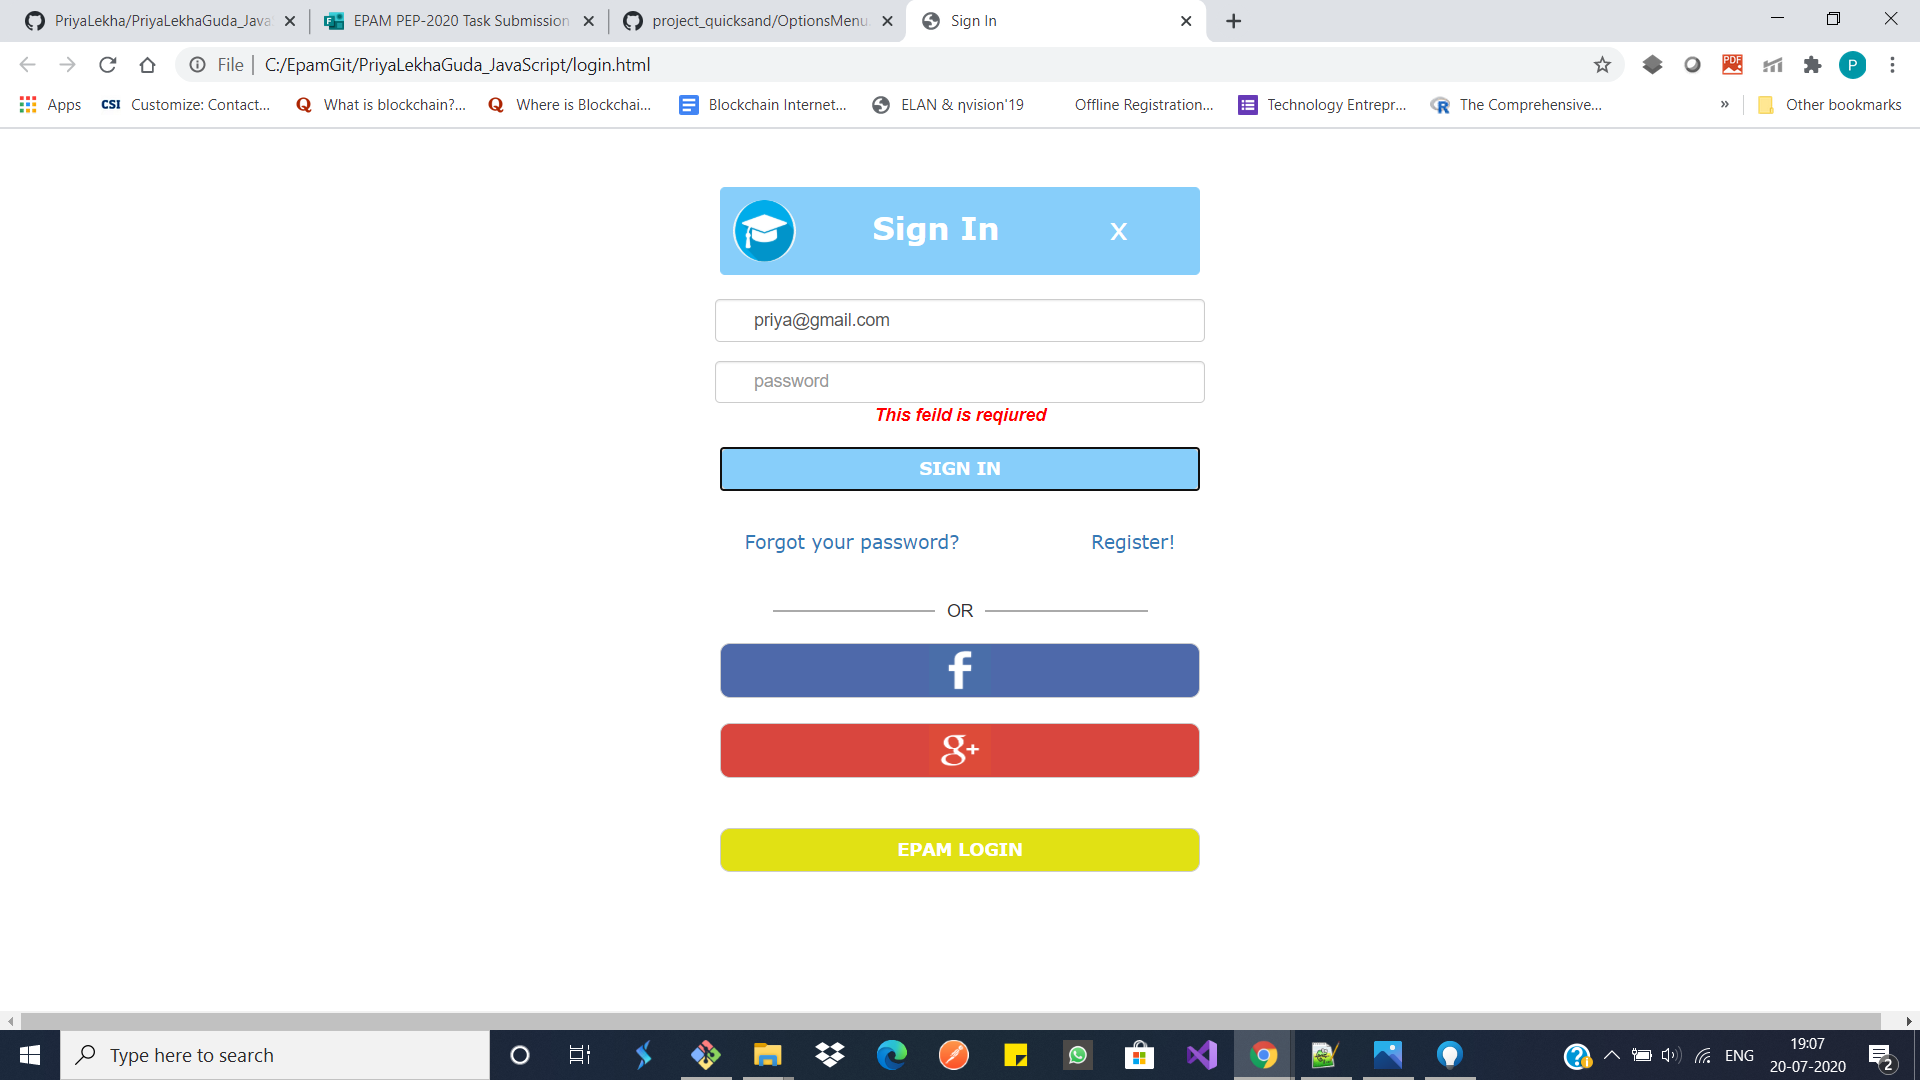 PriyaLekha/PriyaLekhaGuda_Java
EPAM PEP-2020 Task Submission
project_quicksand/OptionsMenu
Sign In
File
C:/EpamGit/PriyaLekhaGuda_JavaScript/login.html
PDF
P
Apps
CSI Customize: Contact...
Q What is blockchain?...
Q Where is Blockchai...
Blockchain Internet...
ELAN & ηvision'19
Offline Registration...
Technology Entrepr...
R The Comprehensive...
»
Other bookmarks
Sign In
x
priya@gmail.com
password
This feild is reqiured
SIGN IN
Forgot your password?
Register!
OR
f
g+
EPAM LOGIN
Type here to search
ENG
19:07
20-07-2020
2